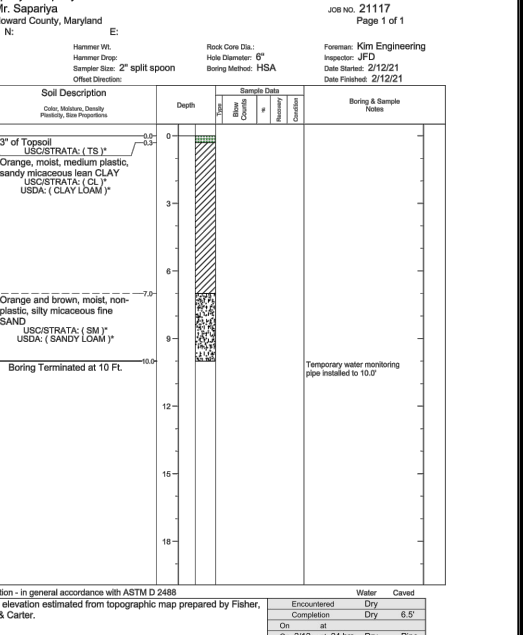 Mr. Sapariya
JOB NO. 21117
Howard County, Maryland
Page 1 of 1
N: E:
Hammer Wt. Rock Core Dia.: Foreman: Kim Engineering
Hammer Drop: Hole Diameter: 6" Inspector: JFD
Sampler Size: 2" split spoon Boring Method: HSA Date Started: 2/12/21
Offset Direction: Date Finished: 2/12/21
Soil Description
Color, Moisture, Density
Plasticity, Size Proportions
Depth
Sample Data
Type
Blow
Counts
#
Recovery
Condition
Boring & Sample
Notes
0.0 0
3" of Topsoil 0.3
USC/STRATA: ( TS )*
Orange, moist, medium plastic,
sandy micaceous lean CLAY
USC/STRATA: ( CL )*
USDA: ( CLAY LOAM )*
3
6
7.0
Orange and brown, moist, non-
plastic, silty micaceous fine
SAND
USC/STRATA: ( SM )*
USDA: ( SANDY LOAM )*
9
10.0
Boring Terminated at 10 Ft.
Temporary water monitoring
pipe installed to 10.0'
12
15
18
tion - in general accordance with ASTM D 2488
elevation estimated from topographic map prepared by Fisher,
& Carter.
Water Caved
Encountered Dry
Completion Dry 6.5'
On at